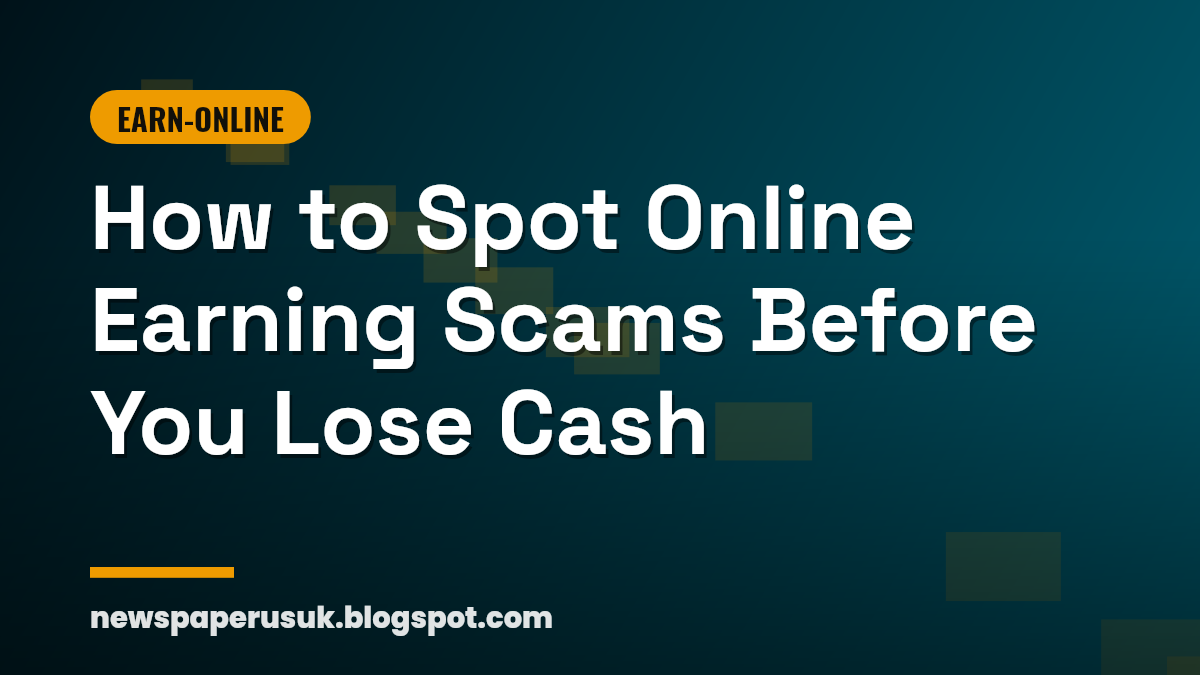 EARN-ONLINE
How to Spot Online
Earning Scams Before
You Lose Cash
newspaperusuk.blogspot.com